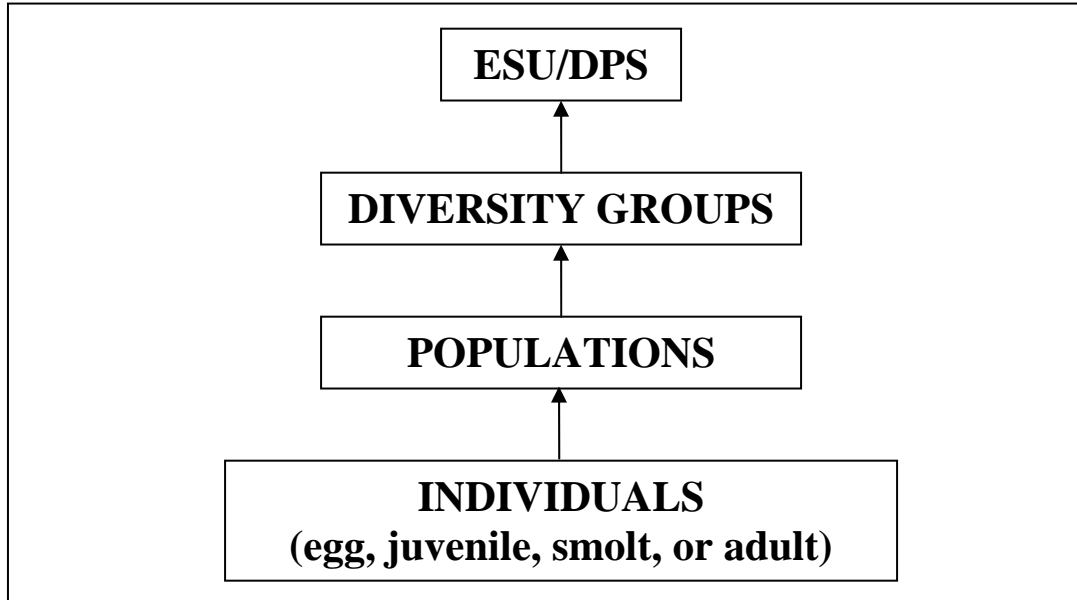 ESU/DPS
DIVERSITY GROUPS
POPULATIONS
INDIVIDUALS
(egg, juvenile, smolt, or adult)